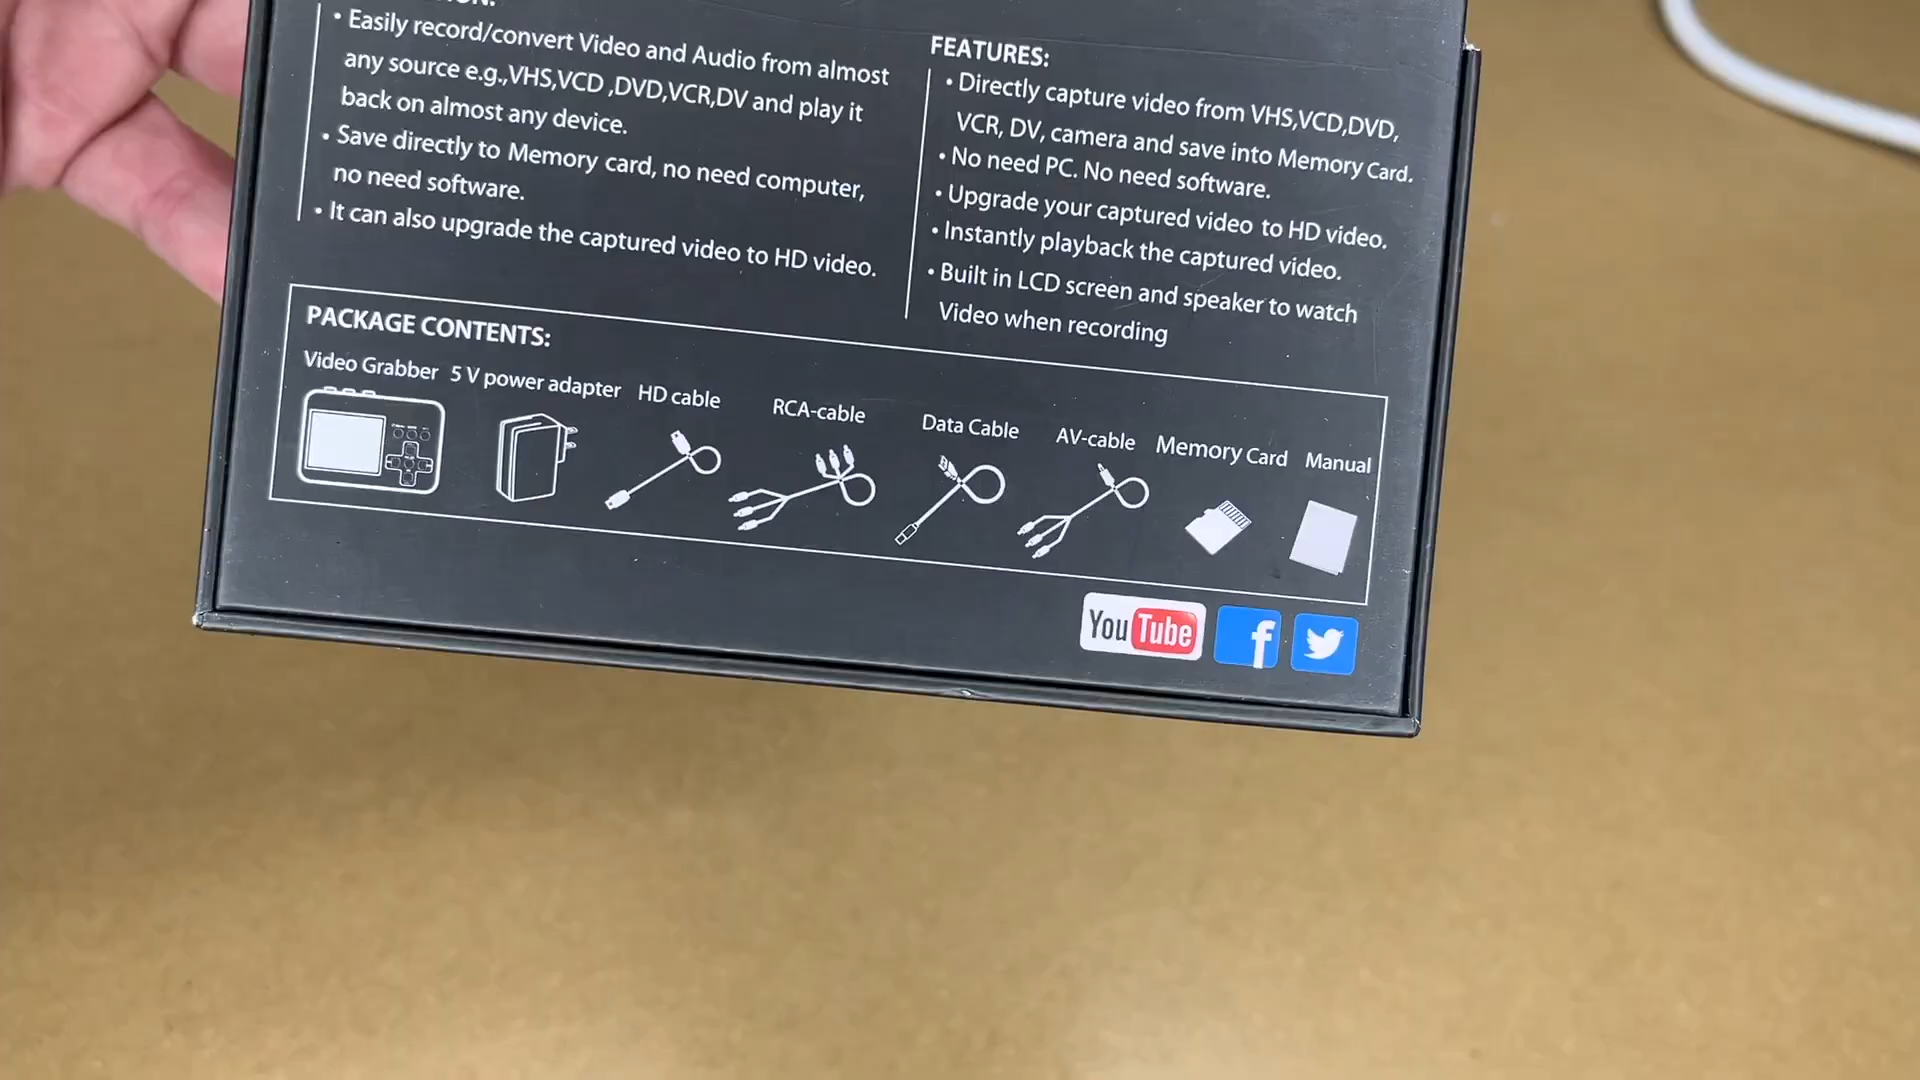 • Easily record/convert Video and Audio from almost
any source e.g.,VHS,VCD ,DVD,VCR,DV and play it
back on almost any device.
• Save directly to Memory card, no need computer,
no need software.
• It can also upgrade the captured video to HD video.
FEATURES:
• Directly capture video from VHS,VCD,DVD,
VCR, DV, camera and save into Memory Card.
• No need PC. No need software.
• Upgrade your captured video to HD video.
• Instantly playback the captured video.
• Built in LCD screen and speaker to watch
Video when recording
PACKAGE CONTENTS:
Video Grabber
5 V power adapter
HD cable
RCA-cable
Data Cable
AV-cable
Memory Card
Manual
YouTube
f